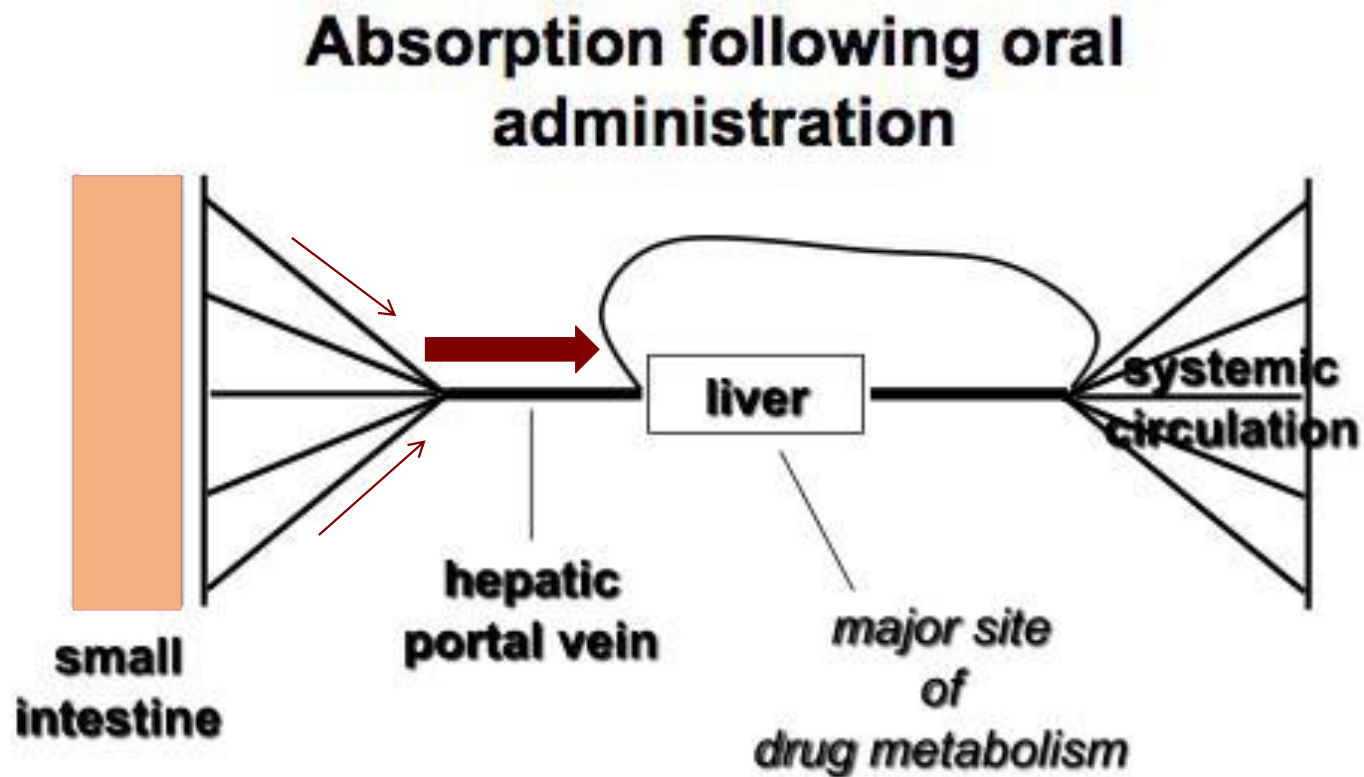 Absorption following oral
administration
small
intestine
hepatic
portal vein
liver
major site
of
drug metabolism
systemic
circulation